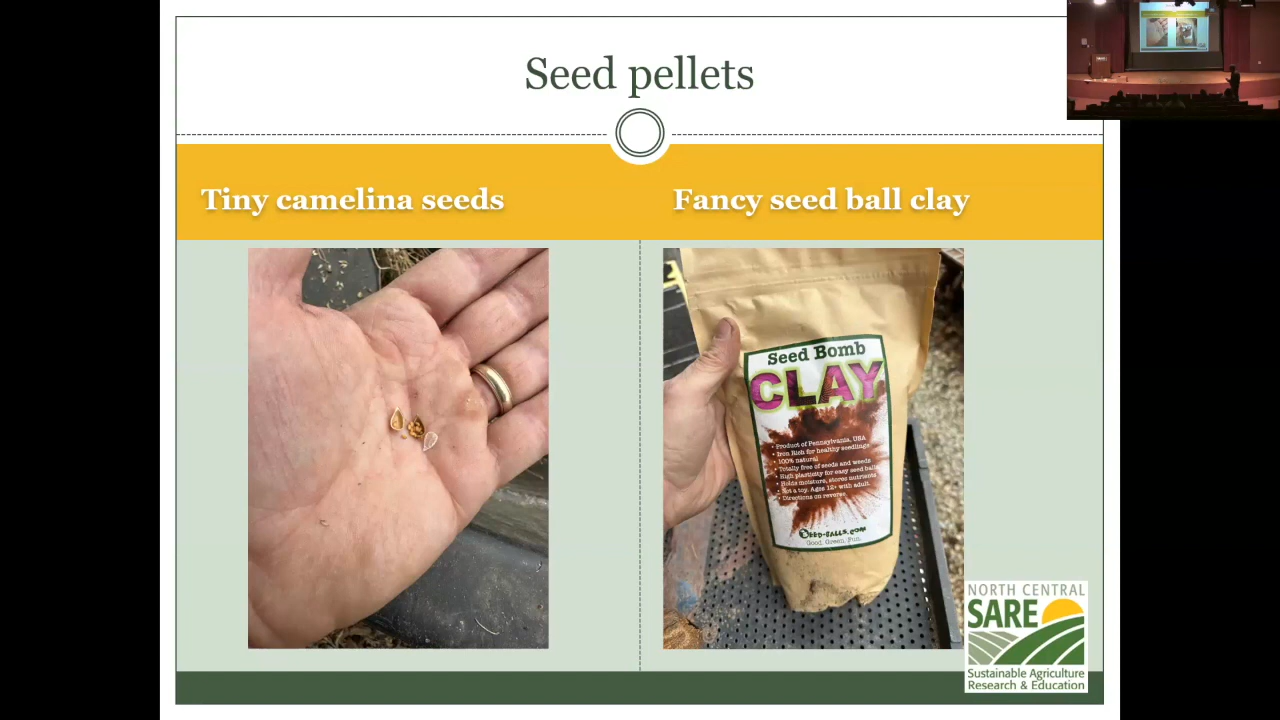 Seed pellets
Tiny camelina seeds
Fancy seed ball clay
Seed Bomb
CLAY
• Product of Pennsylvania, USA
• Iron Rich for healthy seedlings
• 100% natural
• Totally free of seeds and weeds
• High plasticity for easy seed balls
• Holds moisture, stores nutrients
• Not a toy. Ages 12+ with adult.
• Directions on reverse
SEED-BALLS.COM
Good. Green. Fun.
NORTH CENTRAL
SARE
Sustainable Agriculture
Research & Education